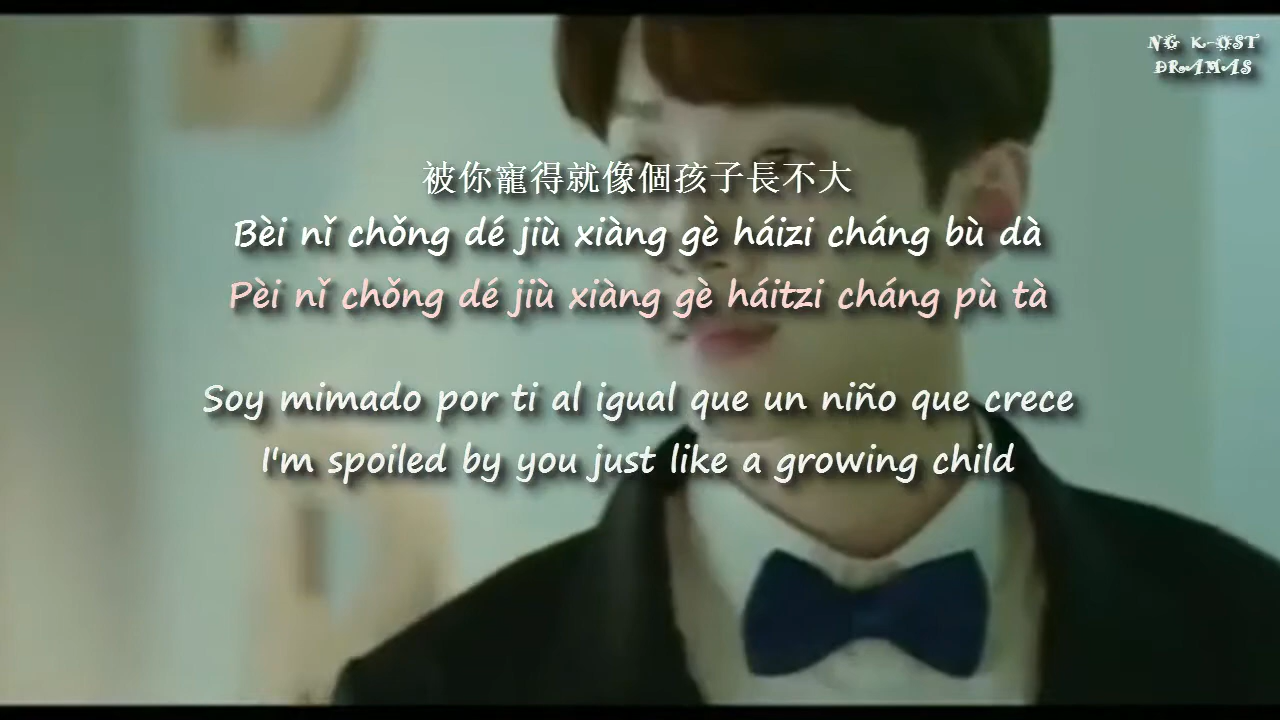 NG K-OST
DRAMAS
被你寵得就像個孩子長不大
Bèi nǐ chǒng dé jiù xiàng gè háizi cháng bù dà
Pèi nǐ chǒng dé jiù xiàng gè háitzi cháng pù tà
Soy mimado por ti al igual que un niño que crece
I'm spoiled by you just like a growing child